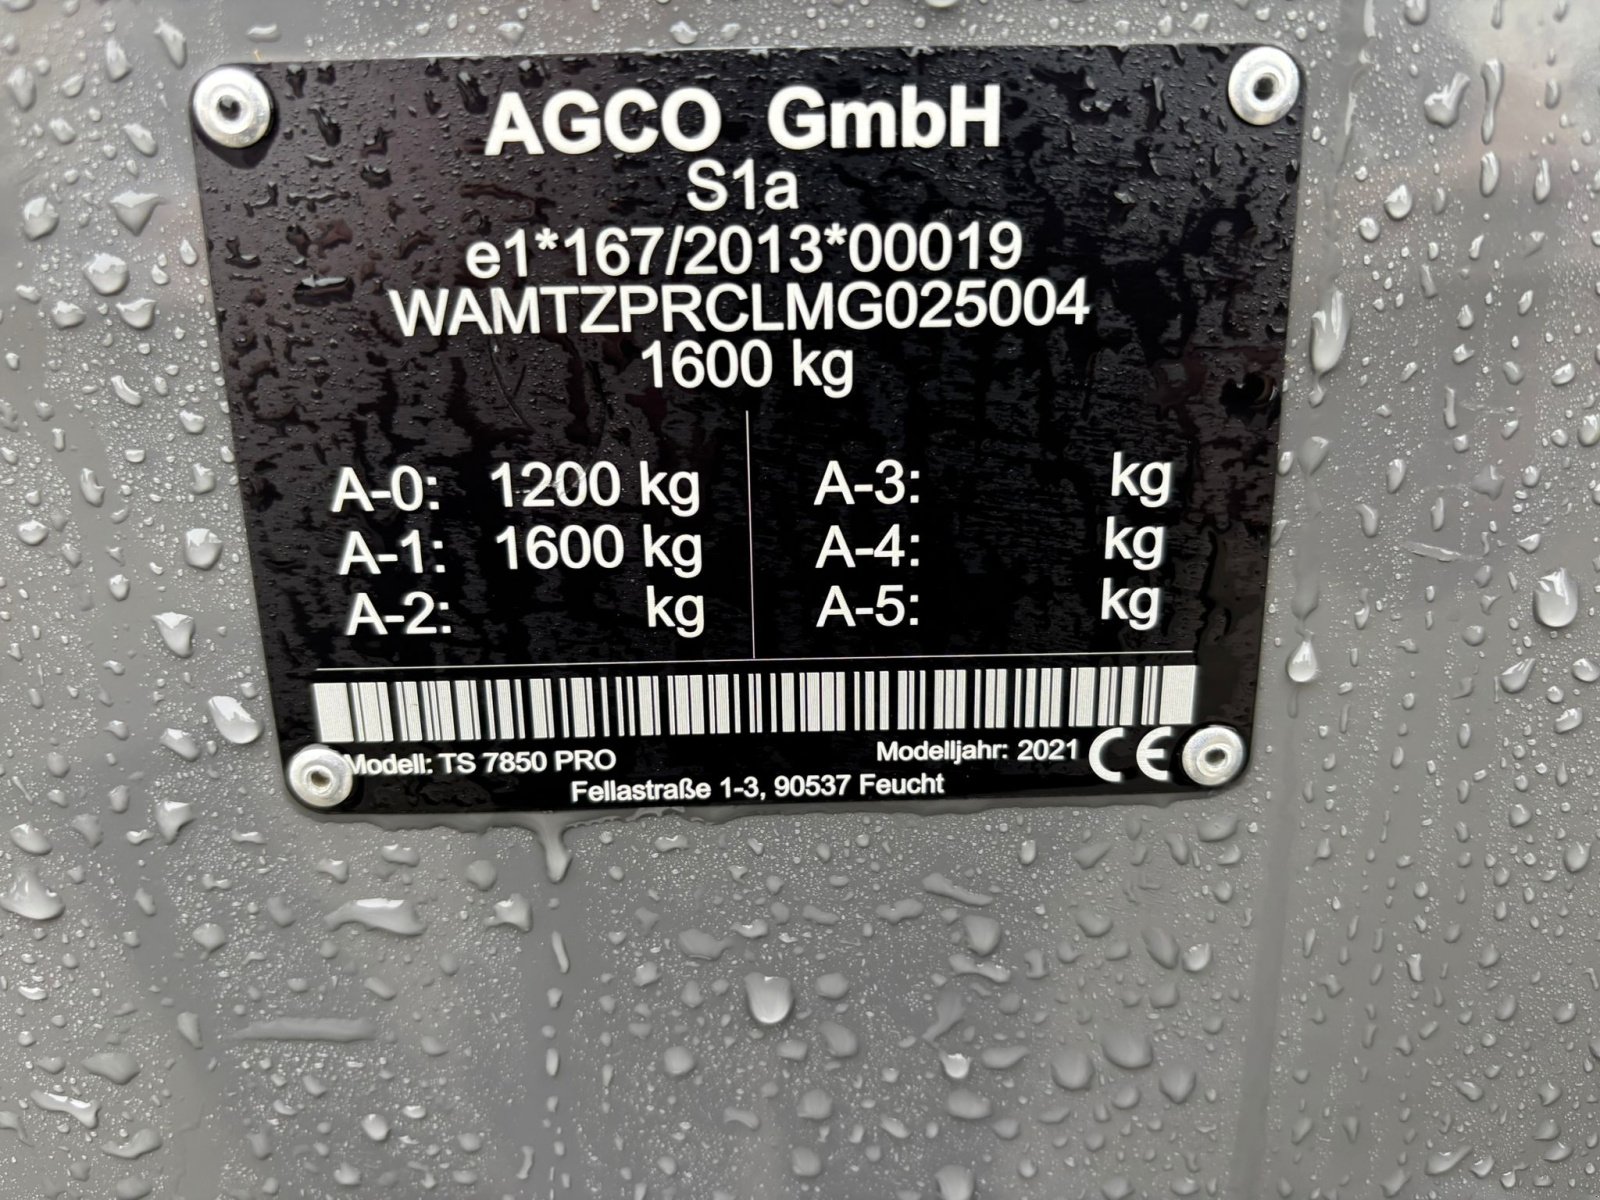 AGCO GmbH
S1a
e1*167/2013*00019
WAMTZPRCLMG025004
1600 kg
A-0: 1200 kg
A-1: 1600 kg
A-2: kg
A-3: kg
A-4: kg
A-5: kg
Modell: TS 7850 PRO
Modelljahr: 2021
CE
Fellastraße 1-3, 90537 Feucht